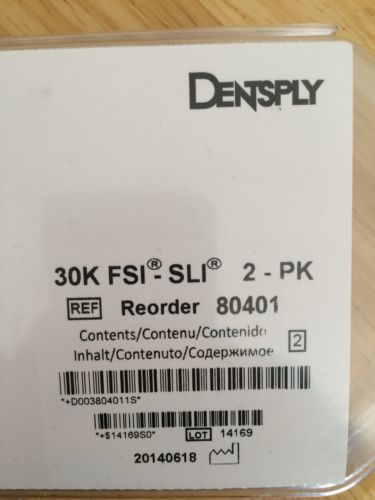 DENTSPLY
30K FSI®- SLI® 2 - PK
REF Reorder 80401
Contents/Contenu/Contenido
Inhalt/Contenuto/Содержимое 2
*+D003804011S*
*+$14169S0* LOT 14169
20140618